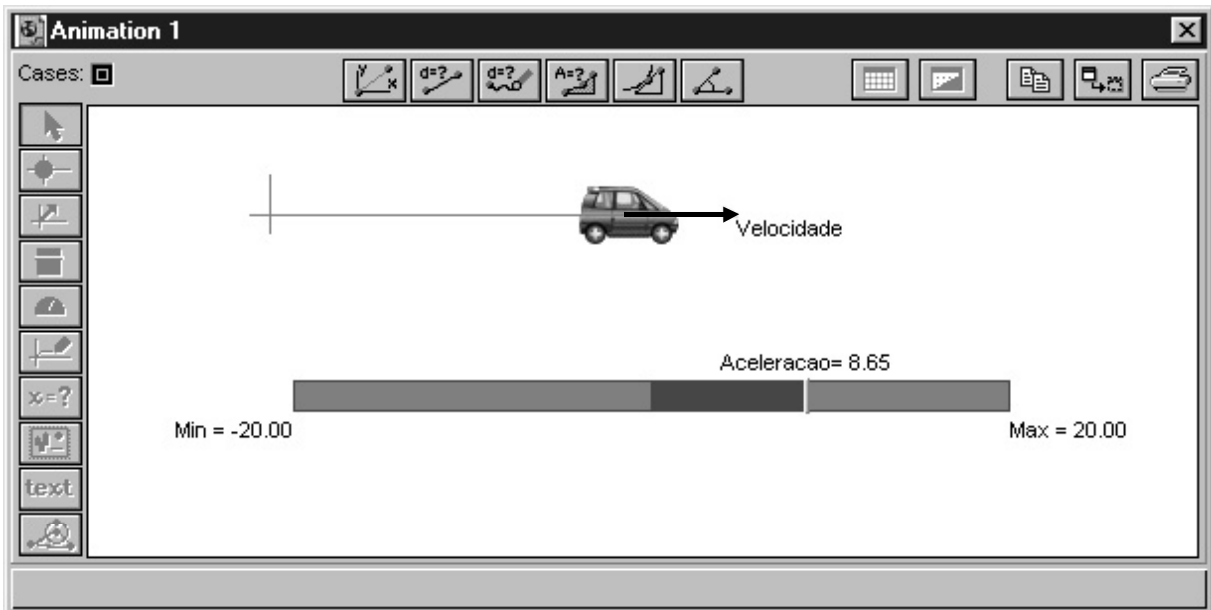 Animation 1
Cases:
y x d=? d=? A=?
Velocidade
Aceleracao= 8.65
x=?
Min = -20.00 Max = 20.00
text